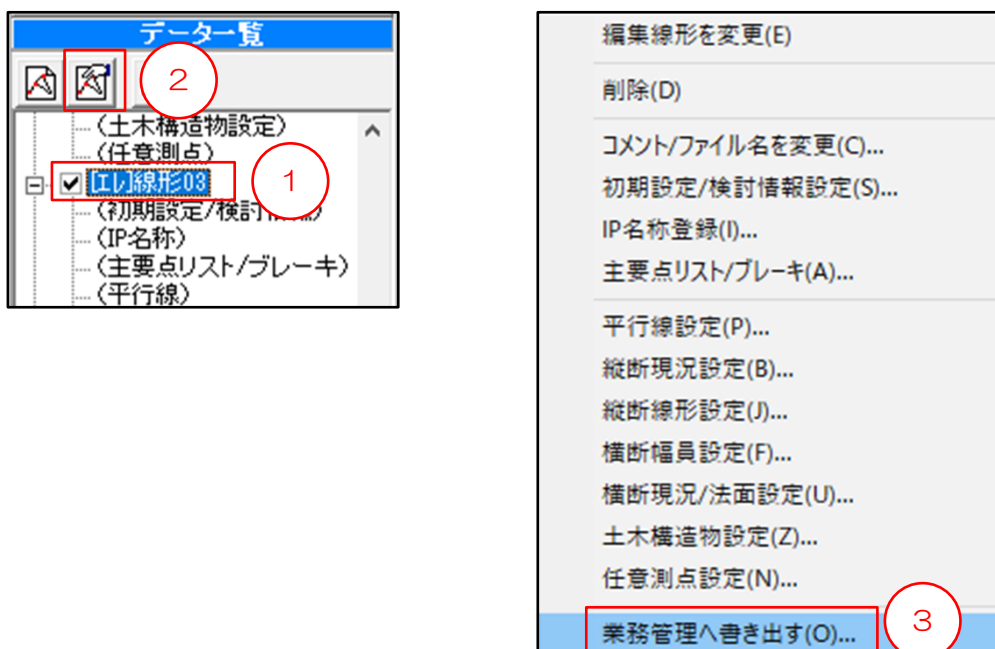 データ一覧
2
(土木構造物設定)
(任意測点)
[エレ]線形03
1
(初期設定/検討
(IP名称)
(主要点リスト/ブレーキ)
(平行線)
編集線形を変更(E)
削除(D)
コメント/ファイル名を変更(C)...
初期設定/検討情報設定(S)...
IP名称登録(I)...
主要点リスト/ブレーキ(A)...
平行線設定(P)...
縦断現況設定(B)...
縦断線形設定(J)...
横断幅員設定(F)...
横断現況/法面設定(U)...
土木構造物設定(Z)...
任意測点設定(N)...
業務管理へ書き出す(O)...
3